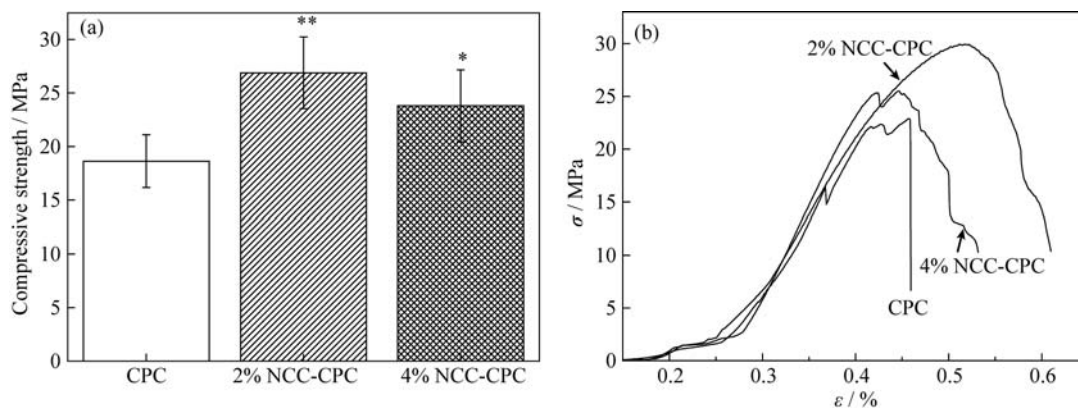 (a)
**
*
Compressive strength / MPa
30
25
20
15
10
5
0
CPC
2% NCC-CPC
4% NCC-CPC
(b)
2% NCC-CPC
4% NCC-CPC
CPC
σ / MPa
30
25
20
15
10
5
0
0.2
0.3
0.4
0.5
0.6
ε / %